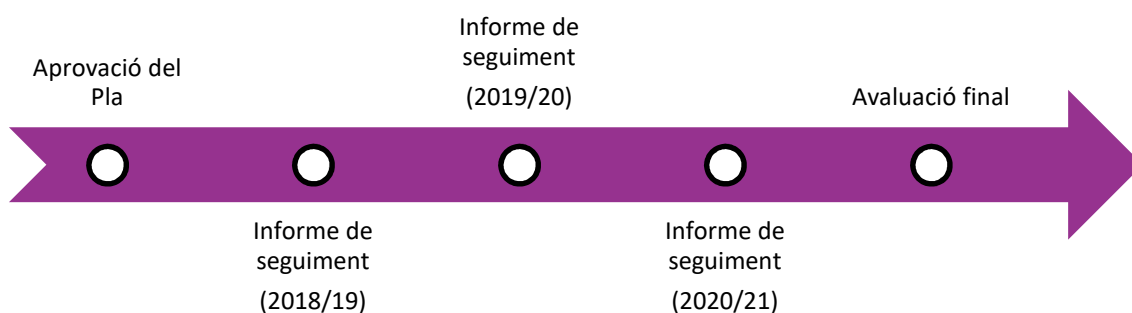 Aprovació del
Pla
Informe de
seguiment
(2018/19)
Informe de
seguiment
(2019/20)
Informe de
seguiment
(2020/21)
Avaluació final